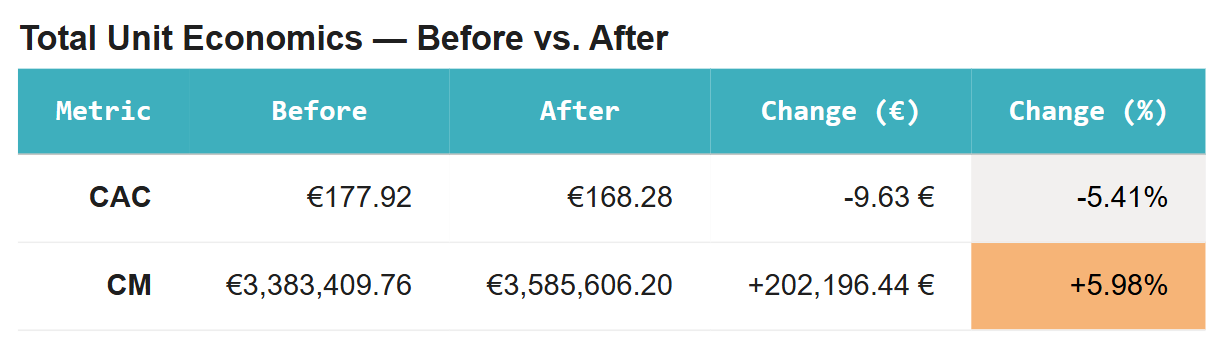 Total Unit Economics — Before vs. After
Metric Before After Change (€) Change (%)
CAC €177.92 €168.28 -9.63 € -5.41%
CM €3,383,409.76 €3,585,606.20 +202,196.44 € +5.98%